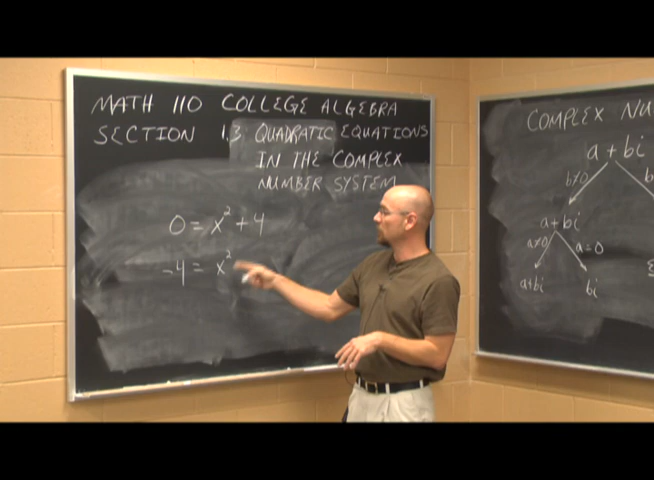 MATH 110 COLLEGE ALGEBRA
SECTION 1.3 QUADRATIC EQUATIONS
IN THE COMPLEX
NUMBER SYSTEM
0 = x² + 4
-4 = x²
COMPLEX NU
a + bi
b≠0
a + bi
a≠0 a=0
a+bi bi